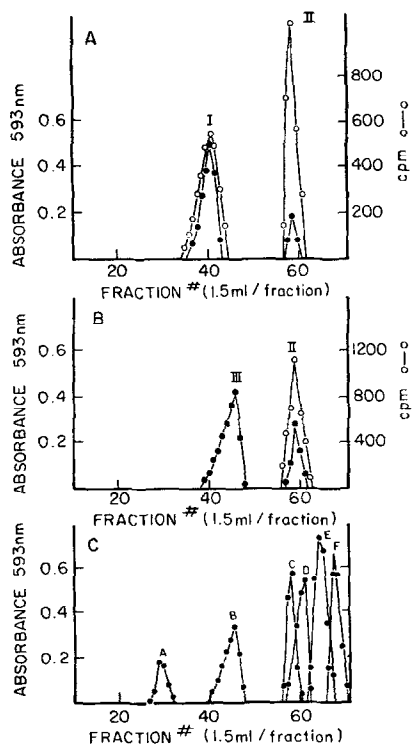 A
I
II
ABSORBANCE 593nm
0.6
0.4
0.2
800
600
400
200
cpm o—o
20
40
60
FRACTION # (1.5ml/fraction)
B
III
II
ABSORBANCE 593nm
0.6
0.4
0.2
1200
800
400
cpm o—o
20
40
60
FRACTION # (1.5ml/fraction)
C
A
B
C
D
E
F
ABSORBANCE 593nm
0.6
0.4
0.2
20
40
60
FRACTION # (1.5ml/fraction)